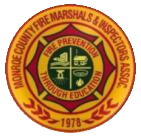 MONROE COUNTY FIRE MARSHALS & INSPECTORS ASSOC.
FIRE PREVENTION
THROUGH EDUCATION
1978